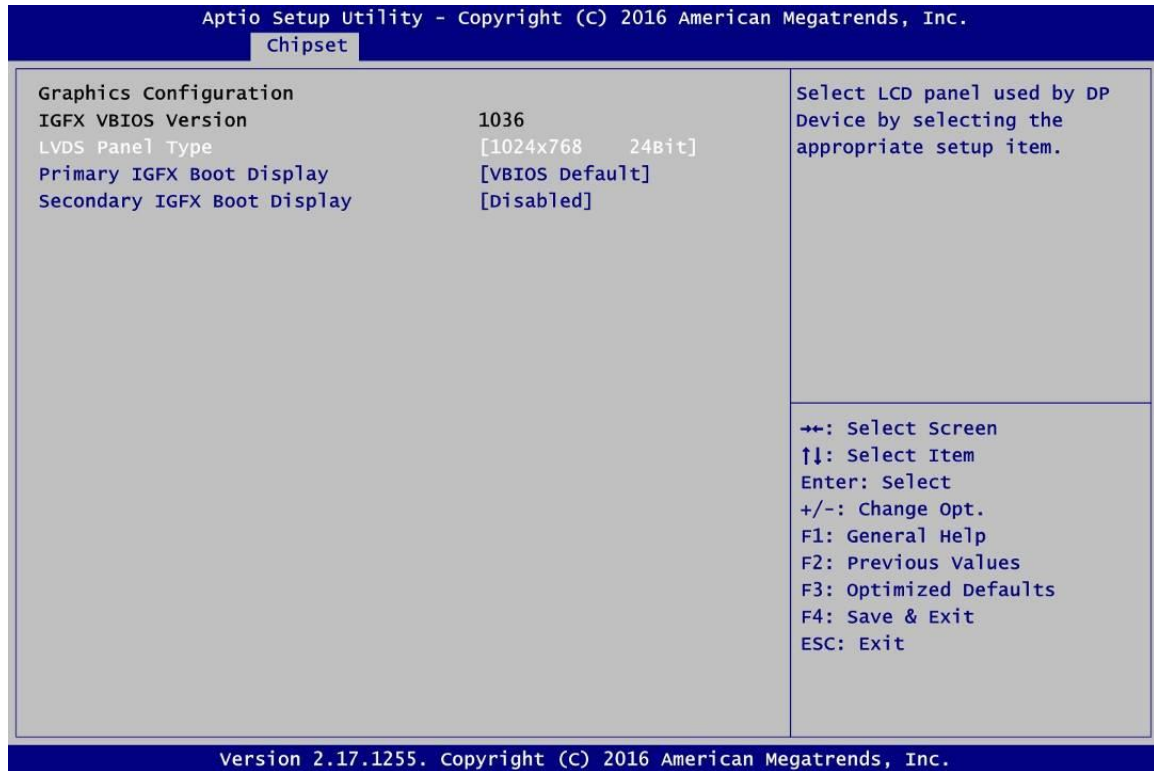 Aptio Setup Utility - Copyright (C) 2016 American Megatrends, Inc.
Chipset
Graphics Configuration
IGFX VBIOS Version 1036
LVDS Panel Type [1024x768 24Bit]
Primary IGFX Boot Display [VBIOS Default]
Secondary IGFX Boot Display [Disabled]
Select LCD panel used by DP
Device by selecting the
appropriate setup item.
→←: Select Screen
↑↓: Select Item
Enter: Select
+/-: Change Opt.
F1: General Help
F2: Previous Values
F3: Optimized Defaults
F4: Save & Exit
ESC: Exit
Version 2.17.1255. Copyright (C) 2016 American Megatrends, Inc.